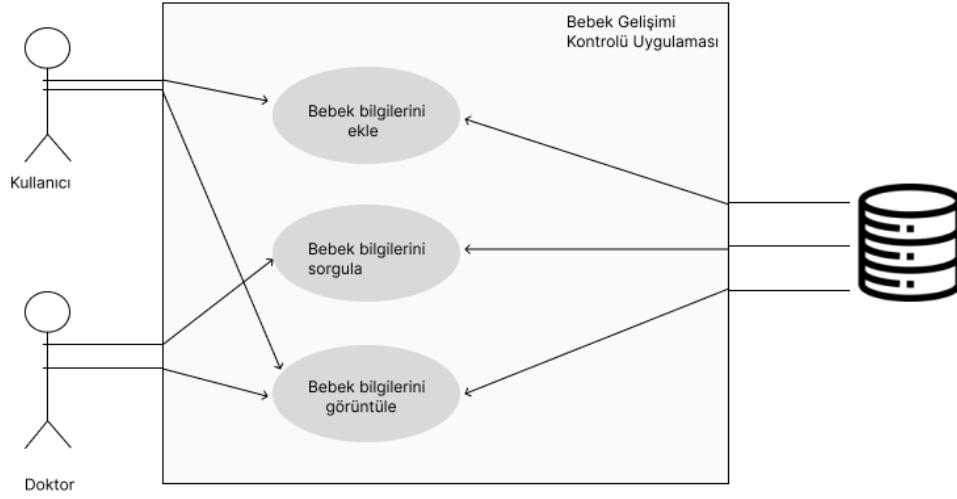 Bebek Gelişimi
Kontrolü Uygulaması
Bebek bilgilerini
ekle
Kullanıcı
Bebek bilgilerini
sorgula
Bebek bilgilerini
görüntüle
Doktor